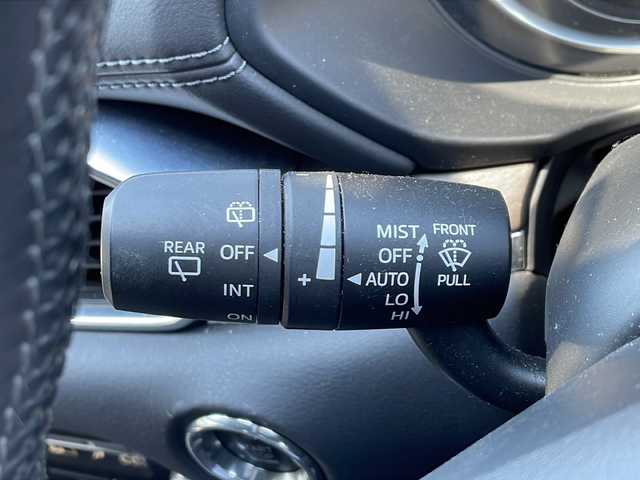 REAR
OFF
INT
ON
- 
+
MIST
OFF
AUTO
LO
HI
FRONT
PULL